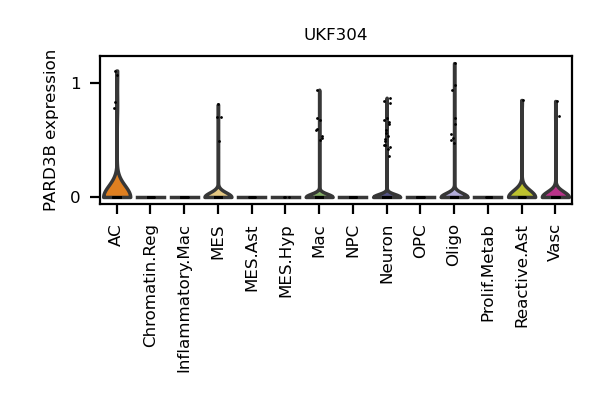 UKF304
PARD3B expression
1
0
AC
Chromatin.Reg
Inflammatory.Mac
MES
MES.Ast
MES.Hyp
Mac
NPC
Neuron
OPC
Oligo
Prolif.Metab
Reactive.Ast
Vasc